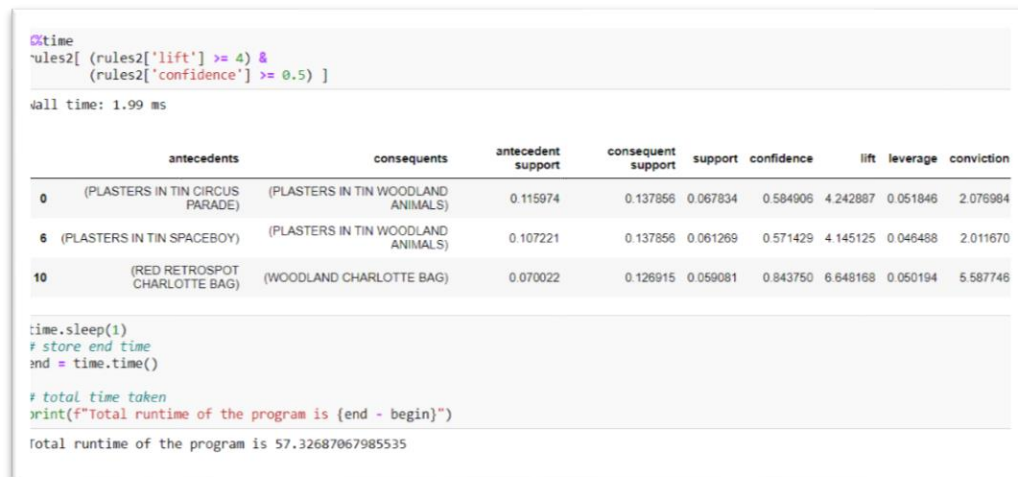 %%time
rules2[ (rules2['lift'] >= 4) &
(rules2['confidence'] >= 0.5) ]
Wall time: 1.99 ms
antecedents consequents antecedent support consequent support support confidence lift leverage conviction
0 (PLASTERS IN TIN CIRCUS PARADE) (PLASTERS IN TIN WOODLAND ANIMALS) 0.115974 0.137856 0.067834 0.584906 4.242887 0.051846 2.076984
6 (PLASTERS IN TIN SPACEBOY) (PLASTERS IN TIN WOODLAND ANIMALS) 0.107221 0.137856 0.061269 0.571429 4.145125 0.046488 2.011670
10 (RED RETROSPOT CHARLOTTE BAG) (WOODLAND CHARLOTTE BAG) 0.070022 0.126915 0.059081 0.843750 6.648168 0.050194 5.587746
time.sleep(1)
# store end time
end = time.time()
# total time taken
print(f"Total runtime of the program is {end - begin}")
Total runtime of the program is 57.32687067985535